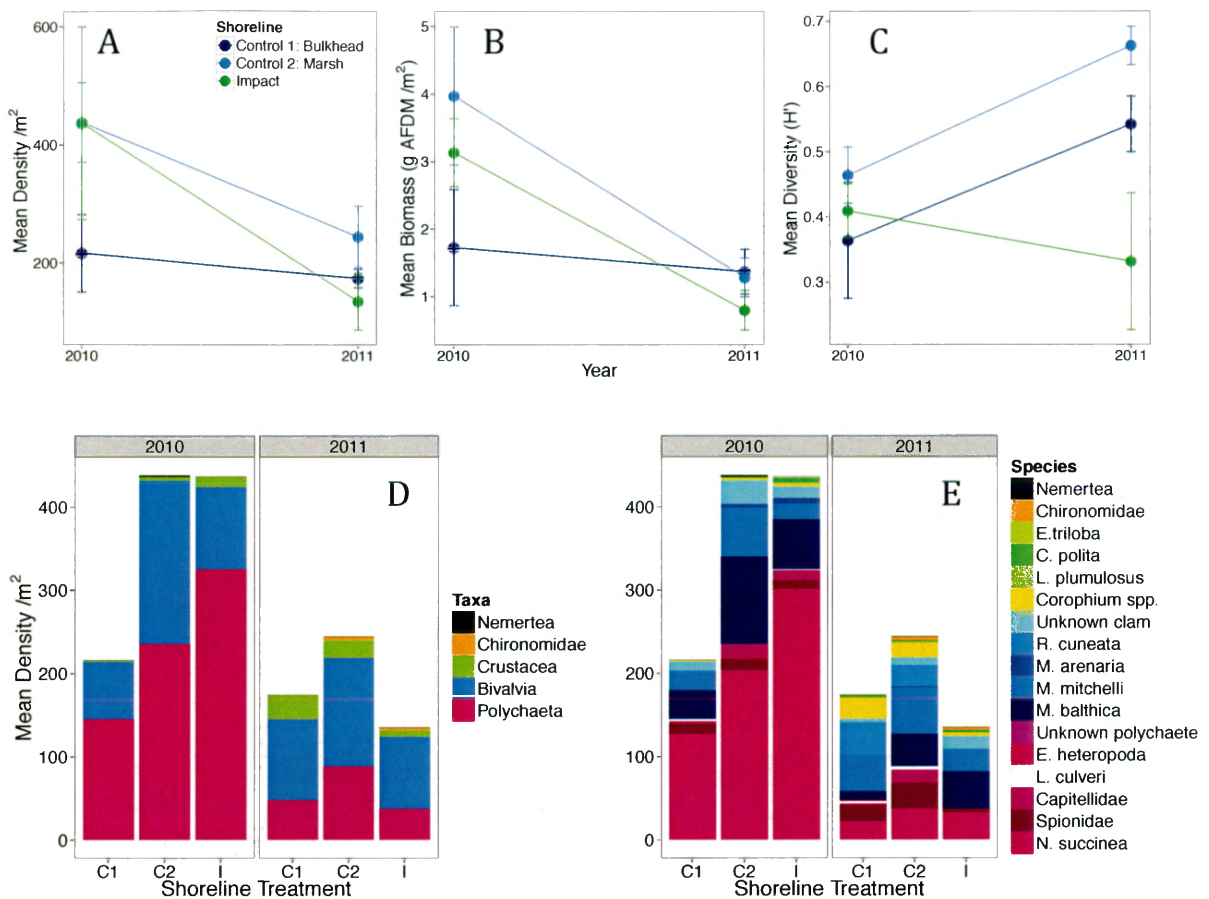 A
Shoreline
Control 1: Bulkhead
Control 2: Marsh
Impact
Mean Density /m2
600
400
200
2010
2011
B
Mean Biomass (g AFDM /m2)
5
4
3
2
1
2010
2011
Year
C
Mean Diversity (H')
0.7
0.6
0.5
0.4
0.3
2010
2011
D
2010
2011
Mean Density /m2
400
300
200
100
0
C1
C2
I
C1
C2
I
Shoreline Treatment
Taxa
Nemertea
Chironomidae
Crustacea
Bivalvia
Polychaeta
E
2010
2011
400
300
200
100
0
C1
C2
I
C1
C2
I
Shoreline Treatment
Species
Nemertea
Chironomidae
E.triloba
C. polita
L. plumulosus
Corophium spp.
Unknown clam
R. cuneata
M. arenaria
M. mitchelli
M. balthica
Unknown polychaete
E. heteropoda
L. culveri
Capitellidae
Spionidae
N. succinea